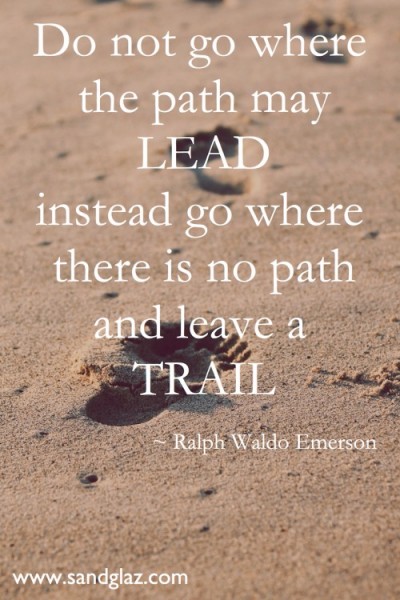 Do not go where
the path may
LEAD
instead go where
there is no path
and leave a
TRAIL
~ Ralph Waldo Emerson
www.sandglaz.com